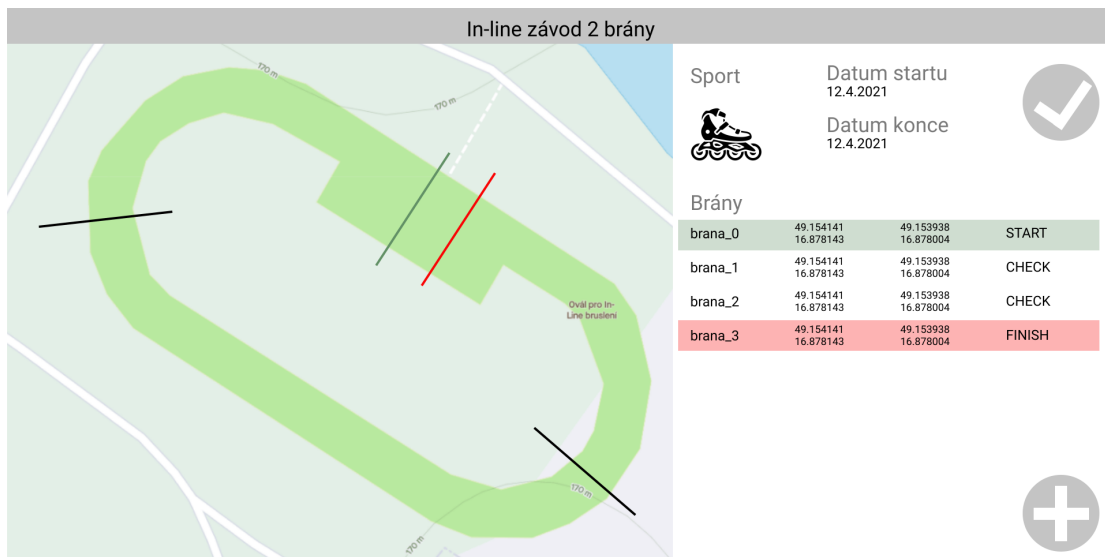 In-line závod 2 brány
170 m
170 m
Ovál pro In-
Line bruslení
170 m
170 m
Sport
Datum startu
12.4.2021
Datum konce
12.4.2021
Brány
brana_0 49.154141 49.153938 START
16.878143 16.878004
brana_1 49.154141 49.153938 CHECK
16.878143 16.878004
brana_2 49.154141 49.153938 CHECK
16.878143 16.878004
brana_3 49.154141 49.153938 FINISH
16.878143 16.878004